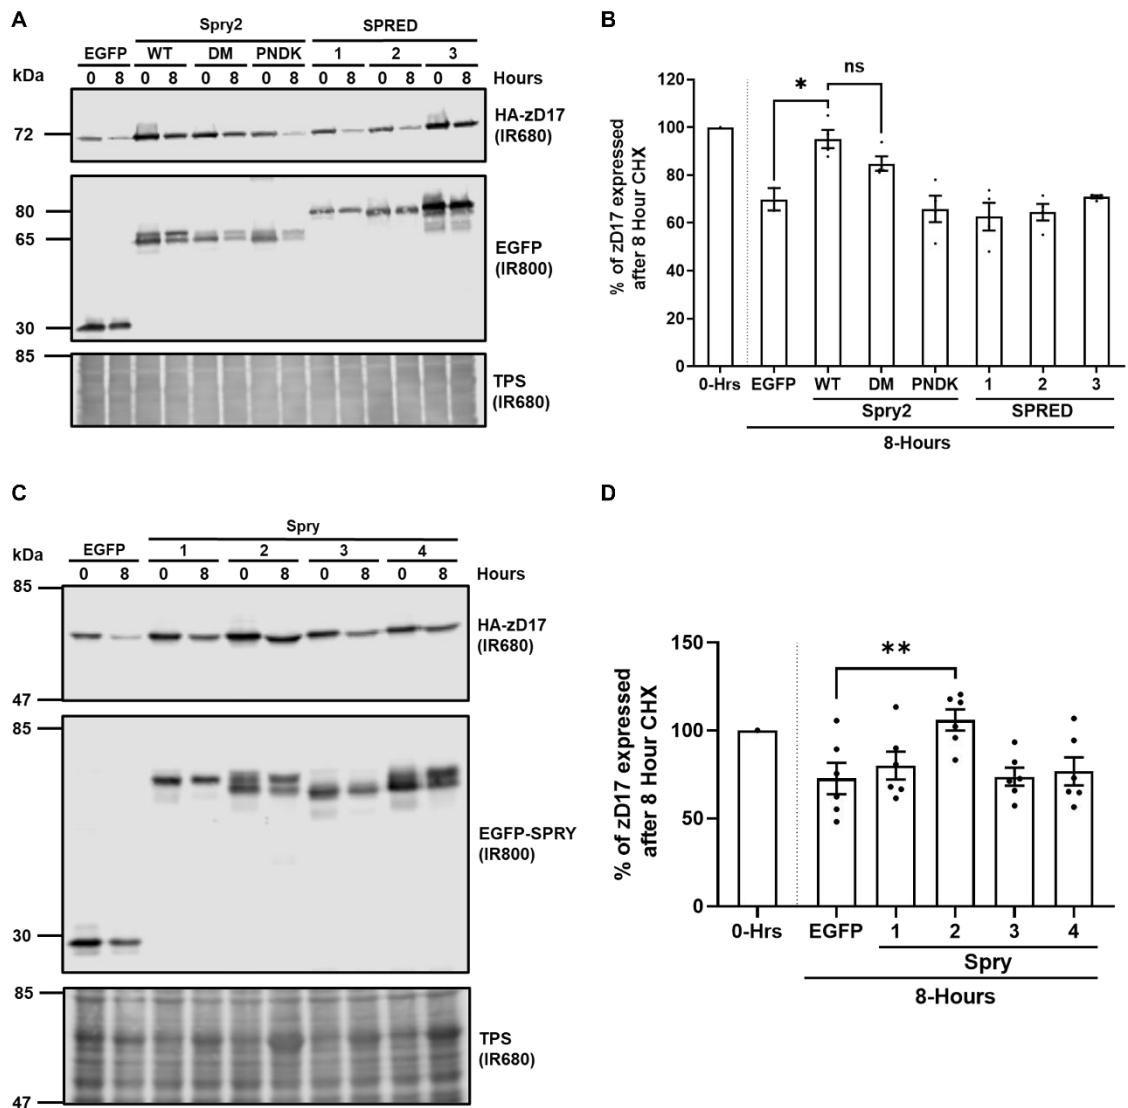 A
Spry2 SPRED
EGFP WT DM PNDK 1 2 3
kDa 0 8 0 8 0 8 0 8 0 8 0 8 0 8 Hours
72
HA-zD17
(IR680)
80
65
30
EGFP
(IR800)
85
TPS
(IR680)
B
% of zD17 expressed
after 8 Hour CHX
120
100
80
60
40
20
0
* ns
0-Hrs EGFP WT DM PNDK 1 2 3
Spry2 SPRED
8-Hours
C
Spry
EGFP 1 2 3 4
kDa
0 8 0 8 0 8 0 8 0 8 Hours
85
47
HA-zD17
(IR680)
85
30
EGFP-SPRY
(IR800)
85
47
TPS
(IR680)
D
% of zD17 expressed
after 8 Hour CHX
150
100
50
0
**
0-Hrs EGFP 1 2 3 4
Spry
8-Hours